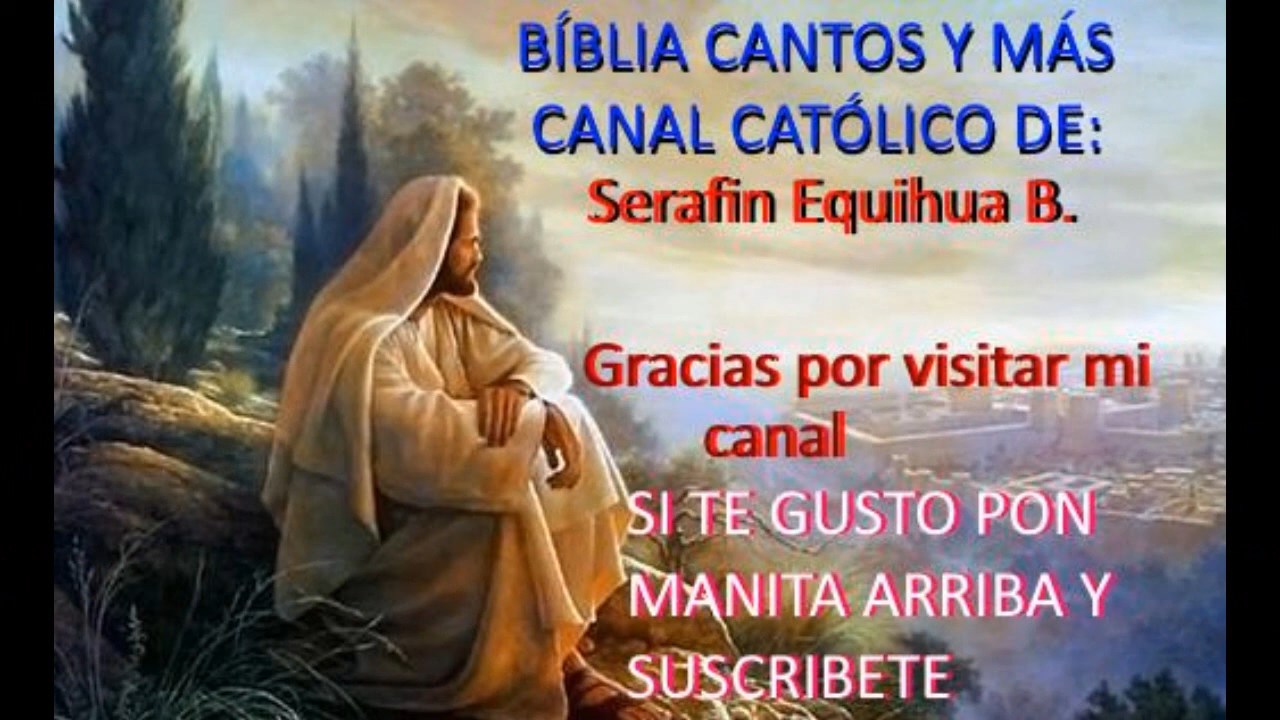 BÍBLIA CANTOS Y MÁS
CANAL CATÓLICO DE:
Serafin Equihua B.
Gracias por visitar mi
canal
SI TE GUSTO PON
MANITA ARRIBA Y
SUSCRIBETE